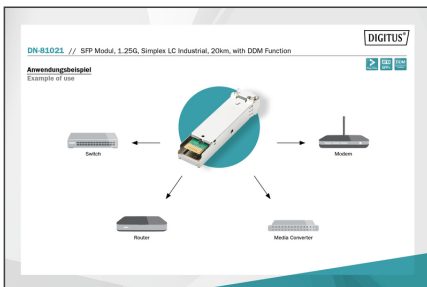 DIGITUS®
DN-81021 // SFP Modul, 1.25G, Simplex LC Industrial, 20km, with DDM Function
Anwendungsbeispiel
Example of use
Switch
Modem
Router
Media Converter